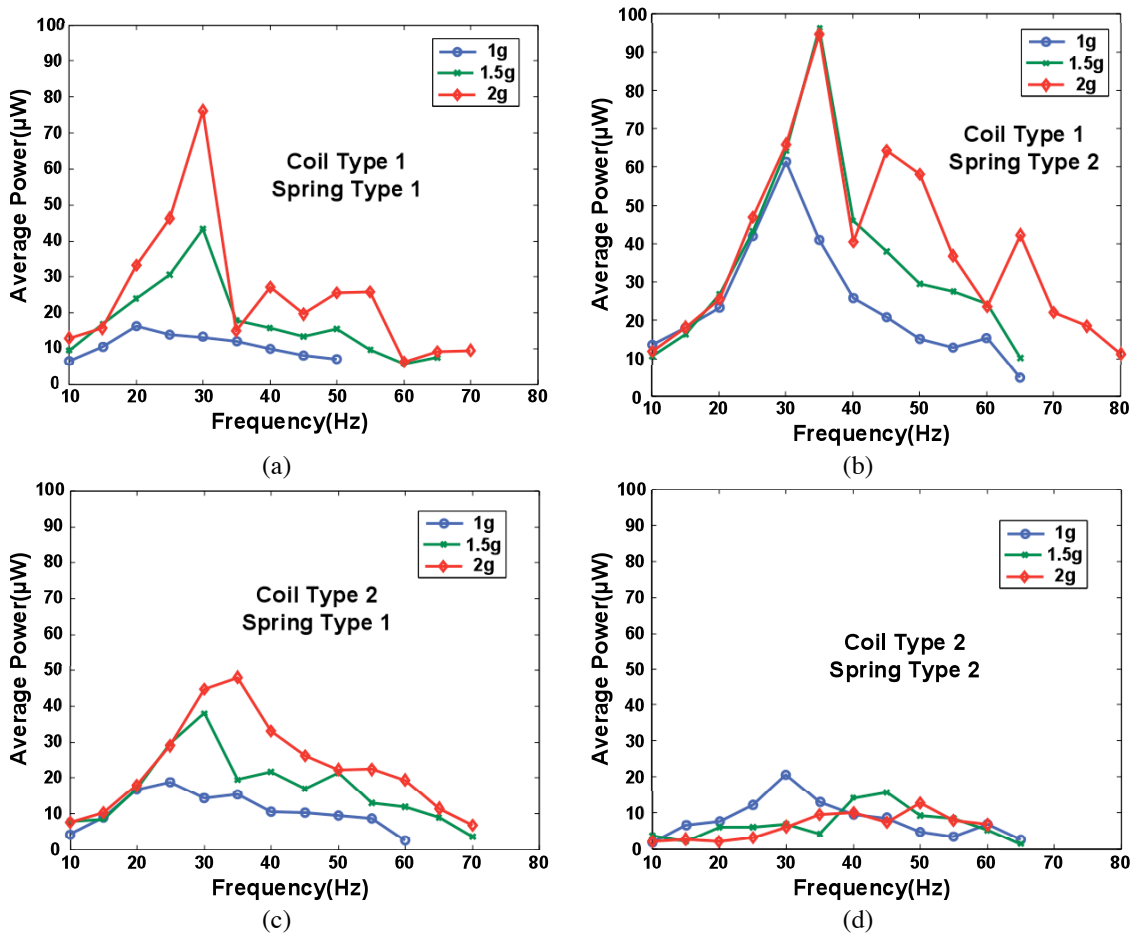 100
90
80
70
60
50
40
30
20
10
0
Average Power(µW)
1g
1.5g
2g
Coil Type 1
Spring Type 1
10 20 30 40 50 60 70 80
Frequency(Hz)
(a)
100
90
80
70
60
50
40
30
20
10
0
Average Power(µW)
1g
1.5g
2g
Coil Type 1
Spring Type 2
10 20 30 40 50 60 70 80
Frequency(Hz)
(b)
100
90
80
70
60
50
40
30
20
10
0
Average Power(µW)
1g
1.5g
2g
Coil Type 2
Spring Type 1
10 20 30 40 50 60 70 80
Frequency(Hz)
(c)
100
90
80
70
60
50
40
30
20
10
0
Average Power(µW)
1g
1.5g
2g
Coil Type 2
Spring Type 2
10 20 30 40 50 60 70 80
Frequency(Hz)
(d)